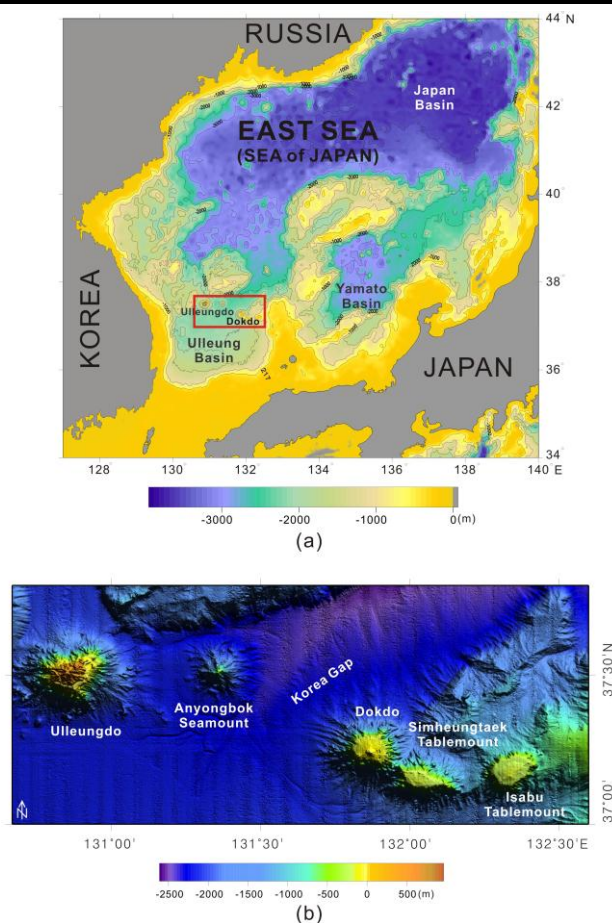 44° N
RUSSIA
Japan
Basin
42°
EAST SEA
(SEA of JAPAN)
40°
KOREA
38°
Yamato
Basin
Ulleungdo
Dokdo
Ulleung
Basin
36°
JAPAN
34°
128 130 132 134 136 138 140 E
-3000 -2000 -1000 0(m)
(a)
37°30'N
Korea Gap
Anyongbok
Seamount
Ulleungdo
Dokdo
Simheungtaek
Tablemount
Isabu
Tablemount
N
37°00'
131°00' 131°30' 132°00' 132°30'E
-2500 -2000 -1500 -1000 -500 0 500(m)
(b)